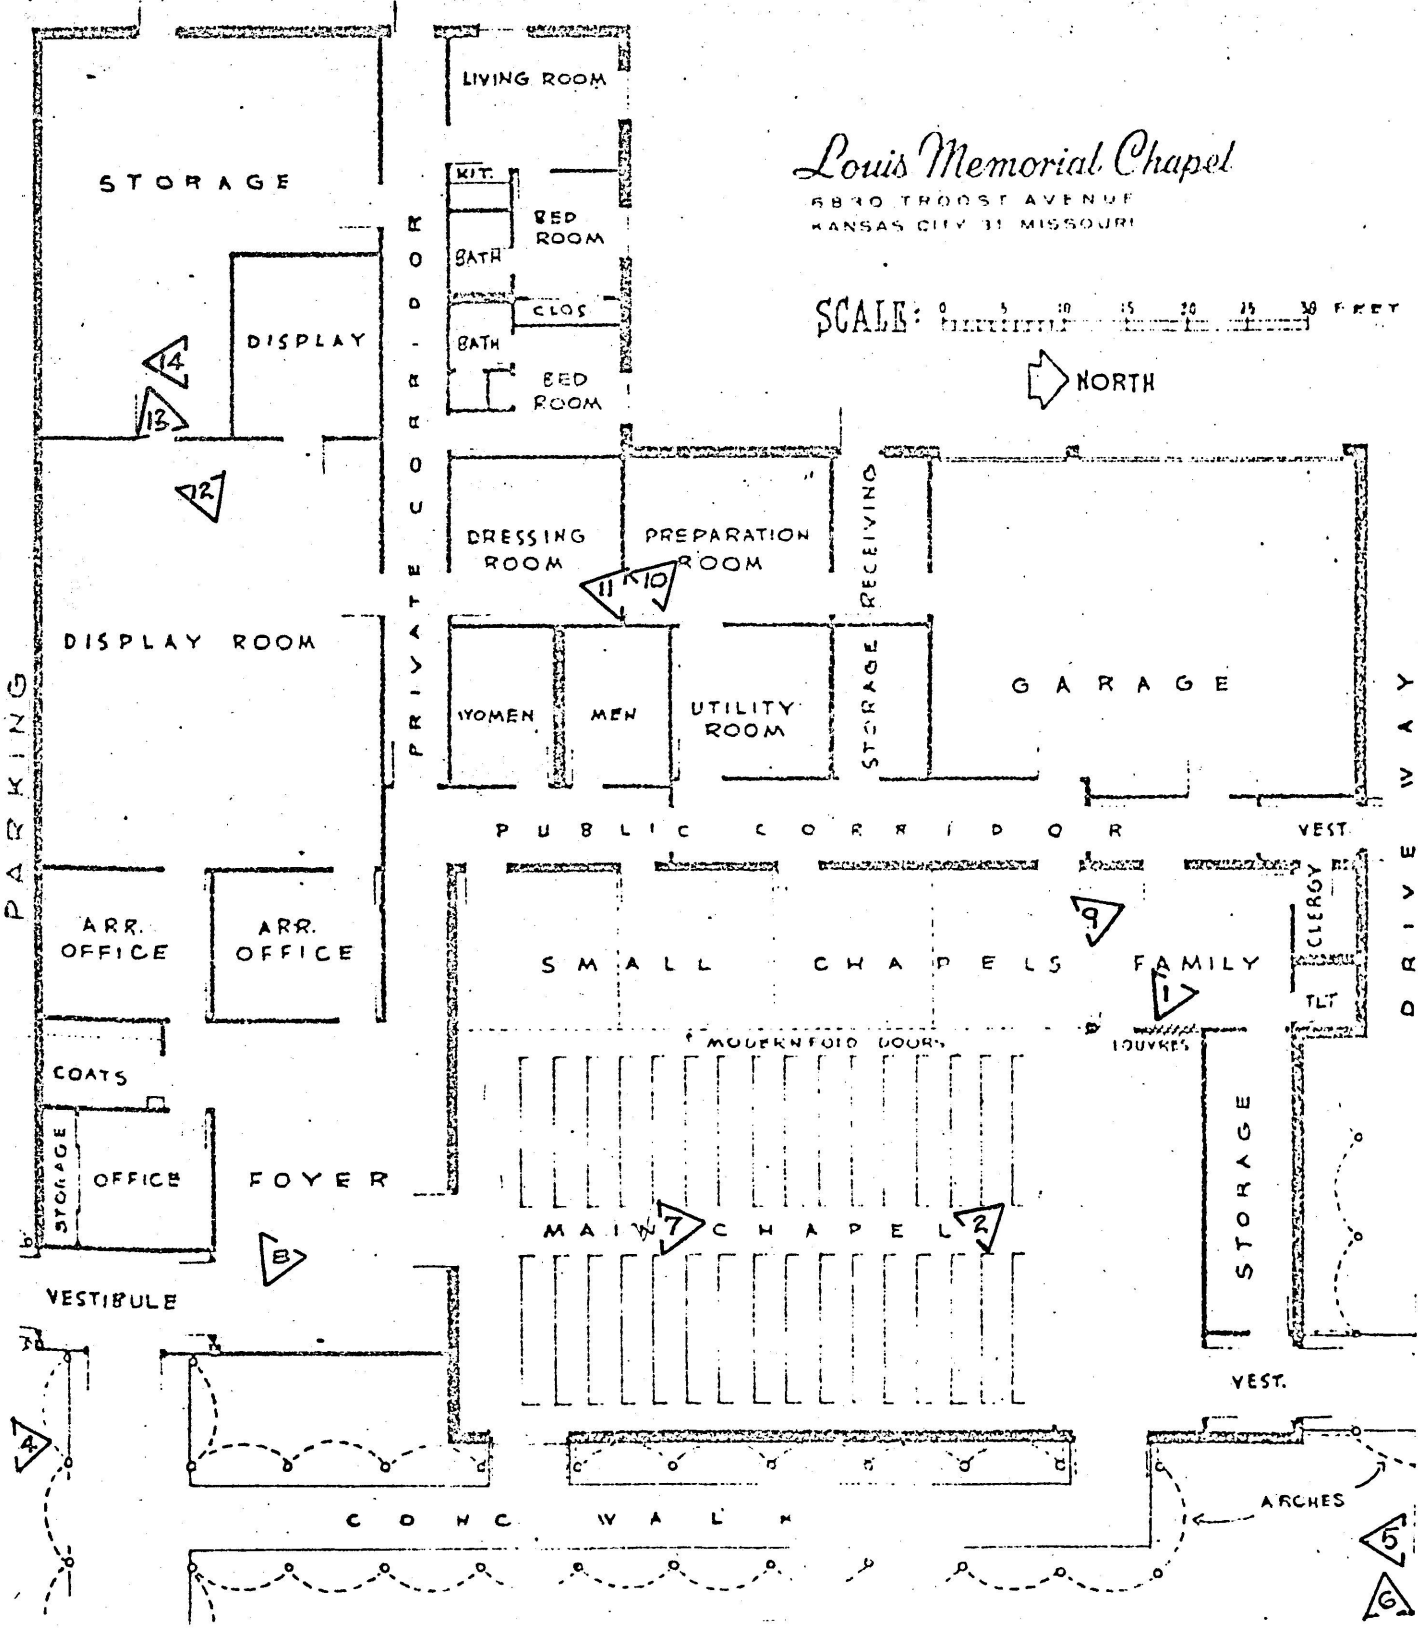 LIVING ROOM
Louis Memorial Chapel
6830 TROOST AVENUE
KANSAS CITY 31 MISSOURI
STORAGE
KIT.
BED
ROOM
BATH
CLOS
SCALE: 0 5 10 15 20 25 30 FEET
DISPLAY
BATH
14
BED
ROOM
NORTH
13
PRIVATE CORRIDOR
12
DRESSING
ROOM
PREPARATION
ROOM
STORAGE RECEIVING
11
10
DISPLAY ROOM
GARAGE
PARKING
WOMEN
MEN
UTILITY
ROOM
DRIVE WAY
PUBLIC CORRIDOR
VEST.
ARR.
OFFICE
ARR.
OFFICE
CLERGY
9
SMALL CHAPELS
FAMILY
1
TLT
MODERNFOLD DOORS
LOUVRES
COATS
STORAGE
OFFICE
FOYER
STORAGE
MAIN CHAPEL
7
2
8
VESTIBULE
VEST.
4
CONC. WALK
ARCHES
5
6